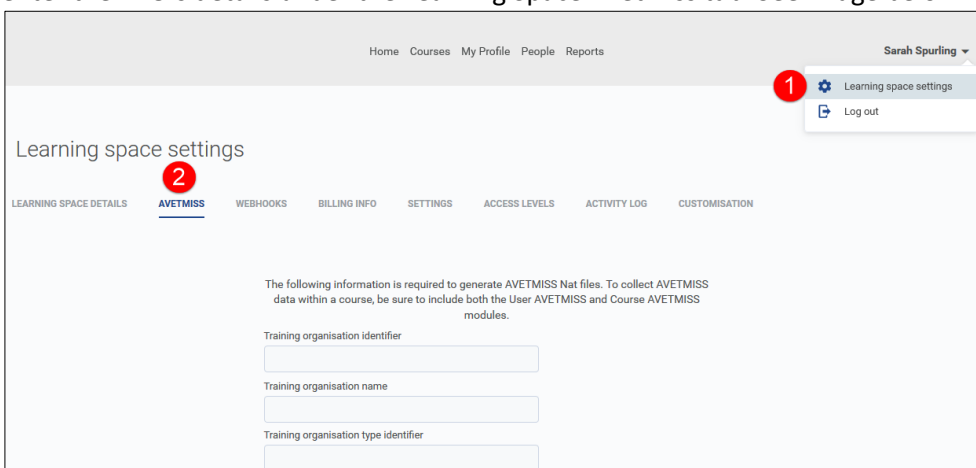 Home Courses My Profile People Reports Sarah Spurling
1 Learning space settings
Log out
Learning space settings
2
LEARNING SPACE DETAILS AVETMISS WEBHOOKS BILLING INFO SETTINGS ACCESS LEVELS ACTIVITY LOG CUSTOMISATION
The following information is required to generate AVETMISS Nat files. To collect AVETMISS
data within a course, be sure to include both the User AVETMISS and Course AVETMISS
modules.
Training organisation identifier
Training organisation name
Training organisation type identifier